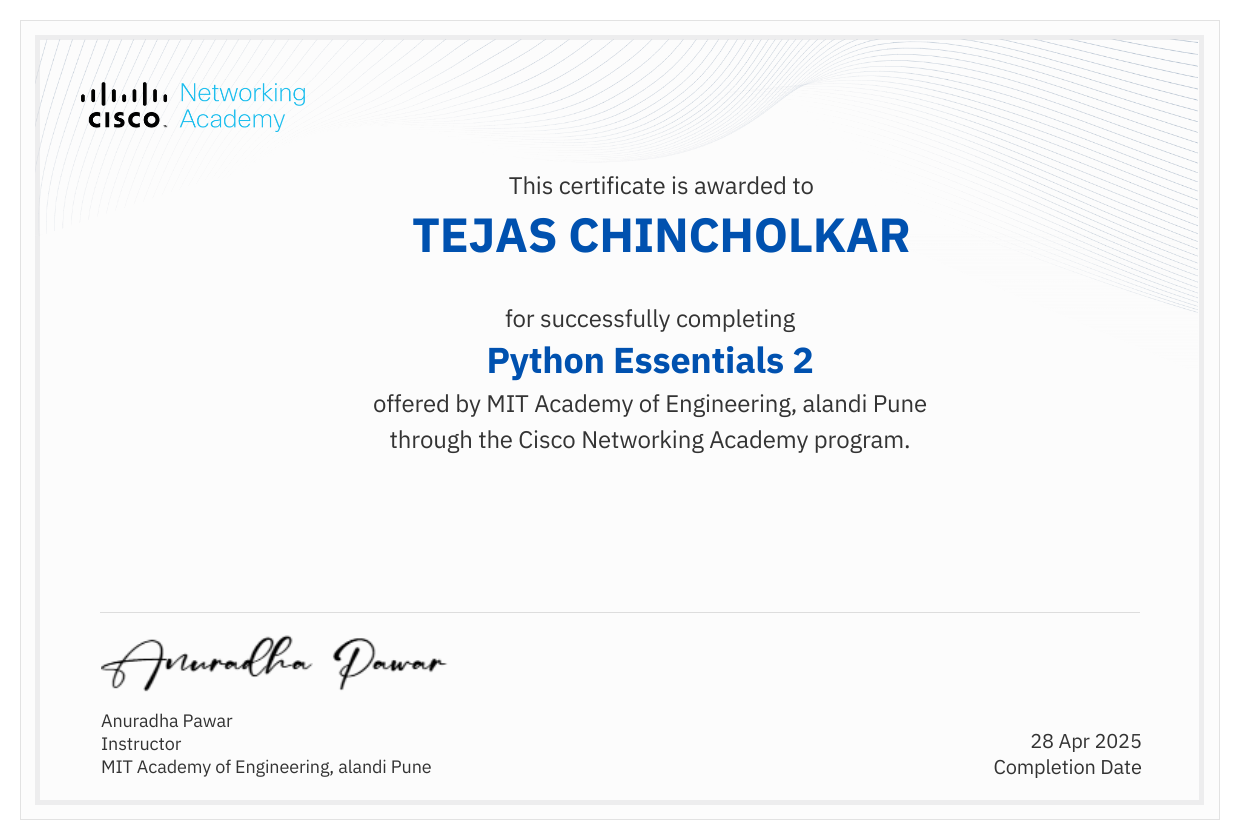 CISCO Networking
Academy
This certificate is awarded to
TEJAS CHINCHOLKAR
for successfully completing
Python Essentials 2
offered by MIT Academy of Engineering, alandi Pune
through the Cisco Networking Academy program.
Anuradha Pawar
Anuradha Pawar
Instructor
MIT Academy of Engineering, alandi Pune
28 Apr 2025
Completion Date